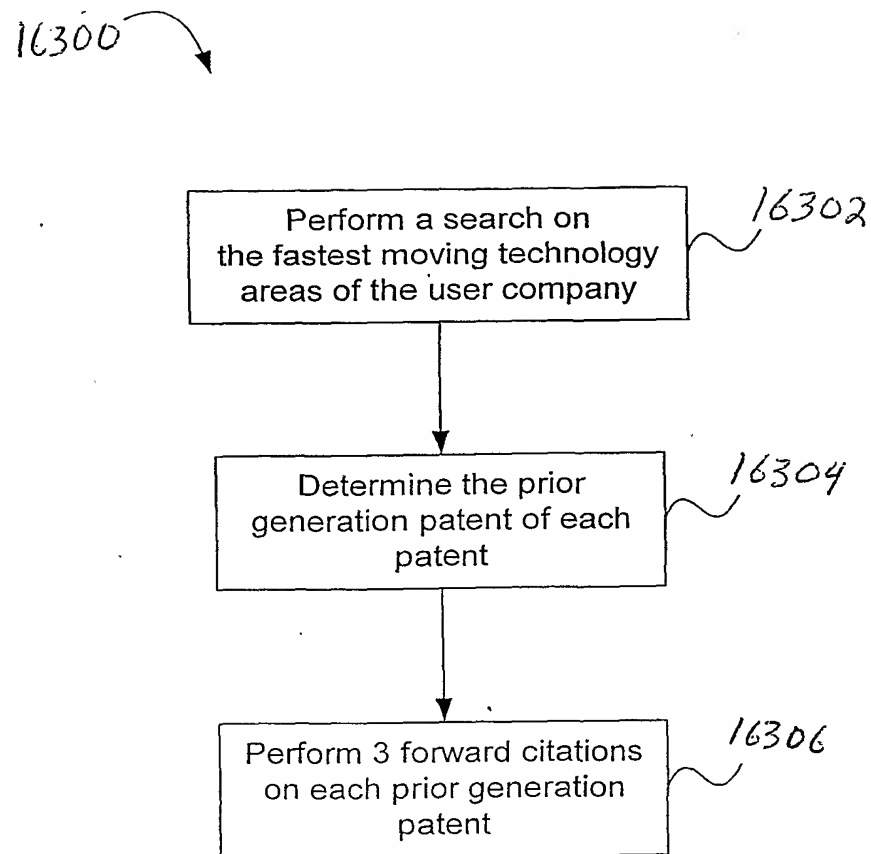 16300
Perform a search on
the fastest moving technology
areas of the user company
16302
Determine the prior
generation patent of each
patent
16304
Perform 3 forward citations
on each prior generation
patent
16306